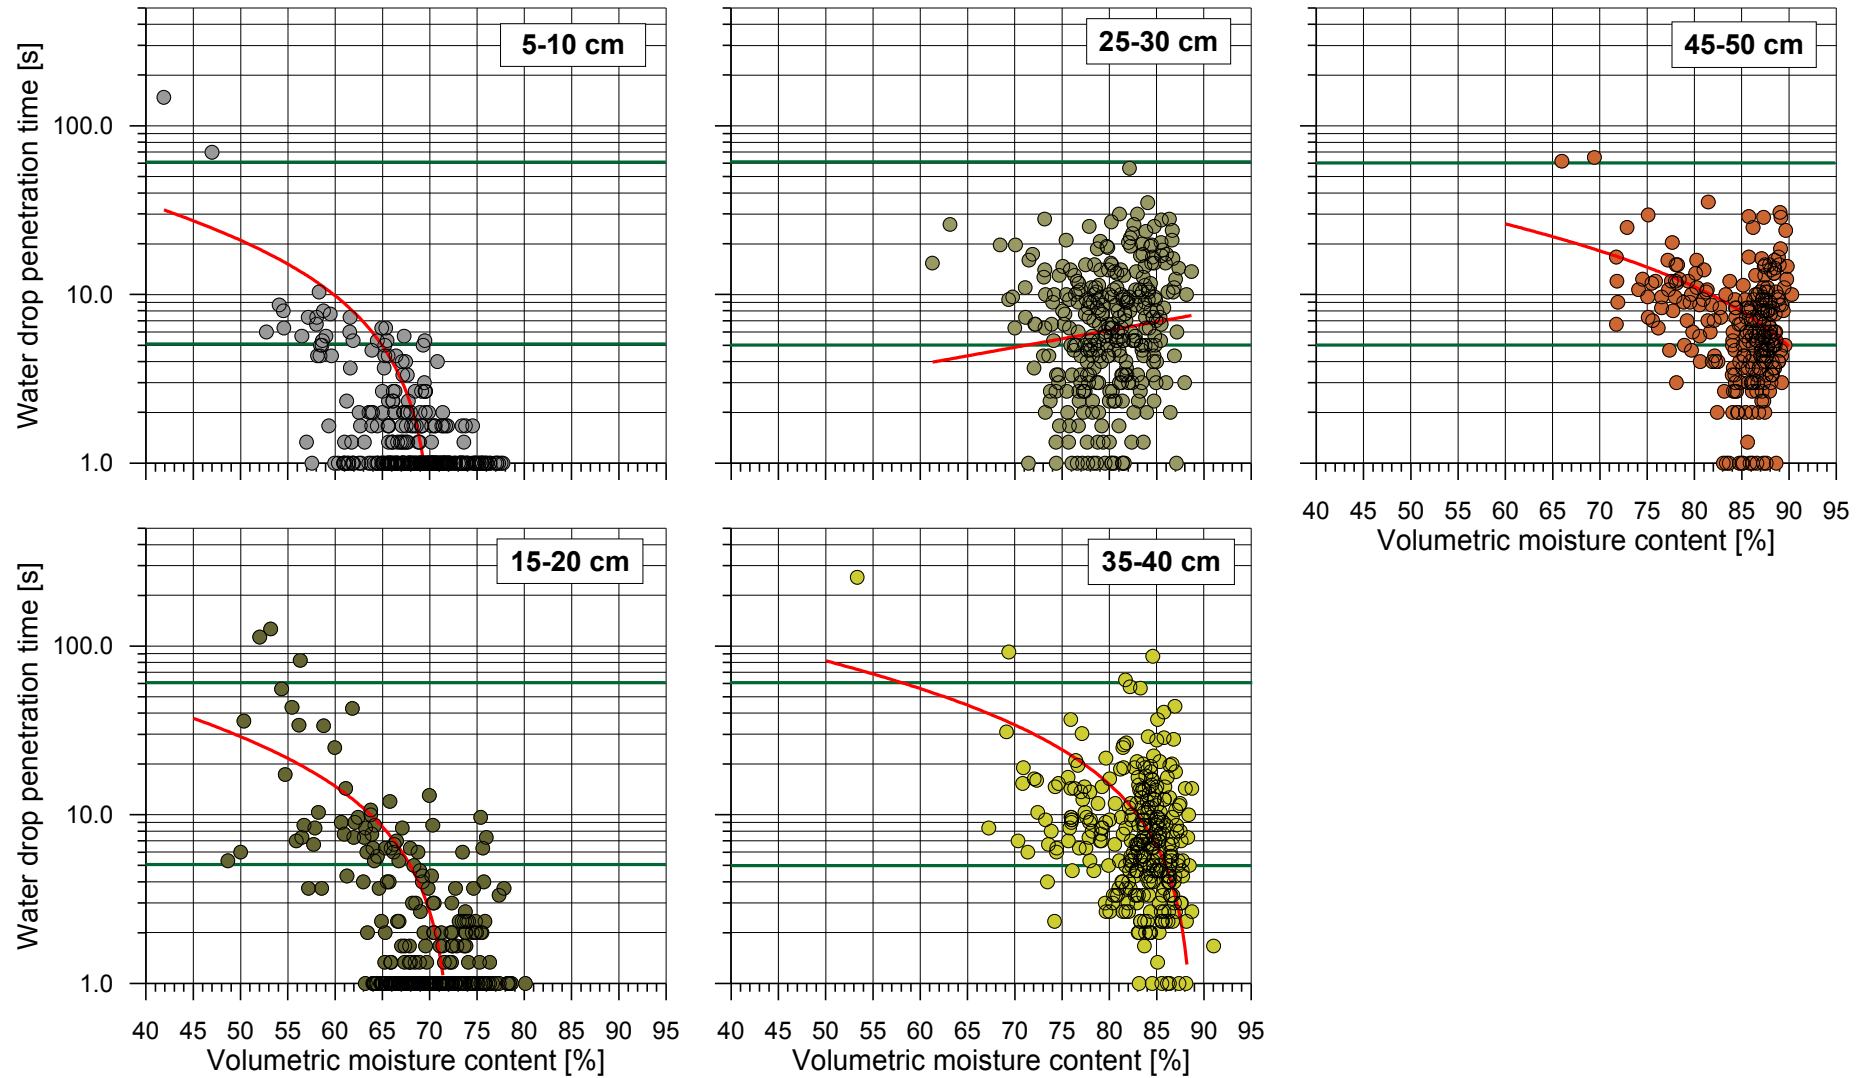 5-10 cm
25-30 cm
45-50 cm
Water drop penetration time [s]
100.0
10.0
1.0
40 45 50 55 60 65 70 75 80 85 90 95
Volumetric moisture content [%]
15-20 cm
35-40 cm
Water drop penetration time [s]
100.0
10.0
1.0
40 45 50 55 60 65 70 75 80 85 90 95
40 45 50 55 60 65 70 75 80 85 90 95
Volumetric moisture content [%]
Volumetric moisture content [%]